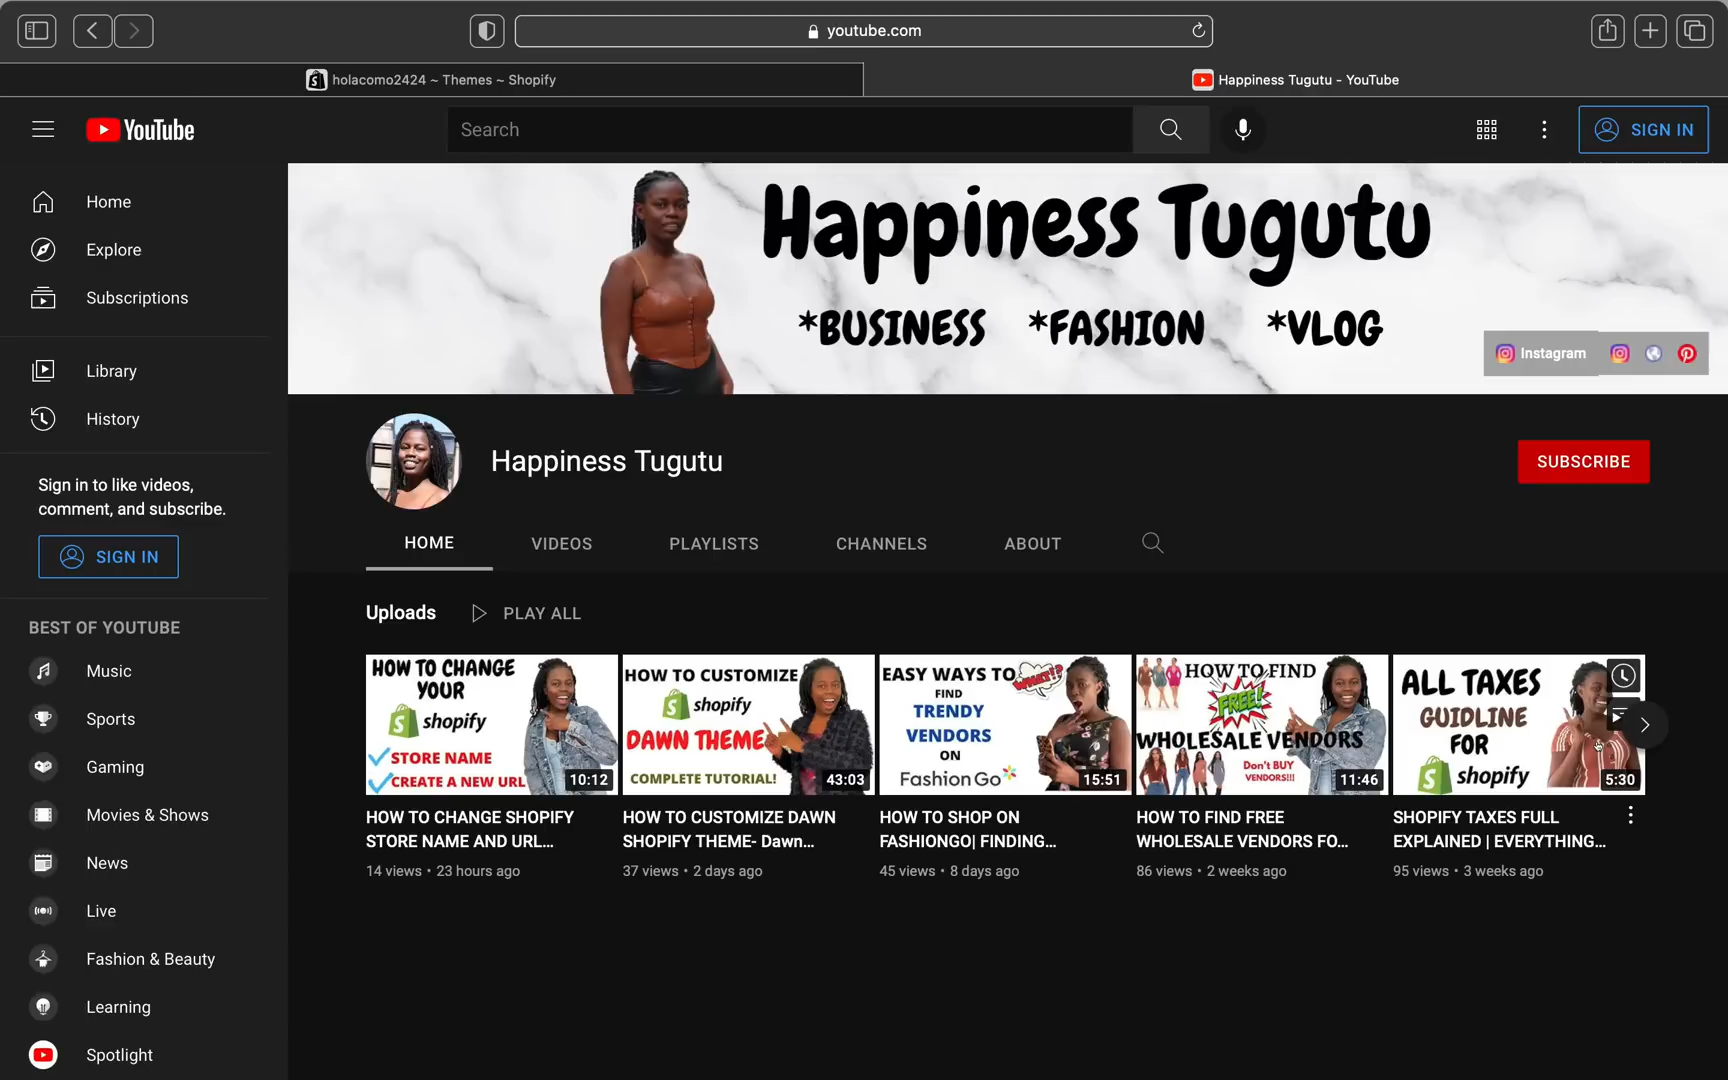 youtube.com
holacomo2424 ~ Themes ~ Shopify
Happiness Tugutu - YouTube
YouTube
Search
SIGN IN
Home
Explore
Subscriptions
Library
History
Sign in to like videos,
comment, and subscribe.
SIGN IN
BEST OF YOUTUBE
Music
Sports
Gaming
Movies & Shows
News
Live
Fashion & Beauty
Learning
Spotlight
Happiness Tugutu
*BUSINESS *FASHION *VLOG
Instagram
Happiness Tugutu
SUBSCRIBE
HOME
VIDEOS
PLAYLISTS
CHANNELS
ABOUT
Uploads
PLAY ALL
HOW TO CHANGE
YOUR
shopify
STORE NAME
CREATE A NEW URL
10:12
HOW TO CHANGE SHOPIFY
STORE NAME AND URL...
14 views • 23 hours ago
HOW TO CUSTOMIZE
shopify
DAWN THEME
COMPLETE TUTORIAL!
43:03
HOW TO CUSTOMIZE DAWN
SHOPIFY THEME- Dawn...
37 views • 2 days ago
EASY WAYS TO
WHAT!?
FIND
TRENDY
VENDORS
ON
FashionGo
15:51
HOW TO SHOP ON
FASHIONGO| FINDING...
45 views • 8 days ago
HOW TO FIND
FREE!
WHOLESALE VENDORS
Don't BUY
VENDORS!!!
11:46
HOW TO FIND FREE
WHOLESALE VENDORS FO...
86 views • 2 weeks ago
ALL TAXES
GUIDLINE
FOR
shopify
5:30
SHOPIFY TAXES FULL
EXPLAINED | EVERYTHING...
95 views • 3 weeks ago